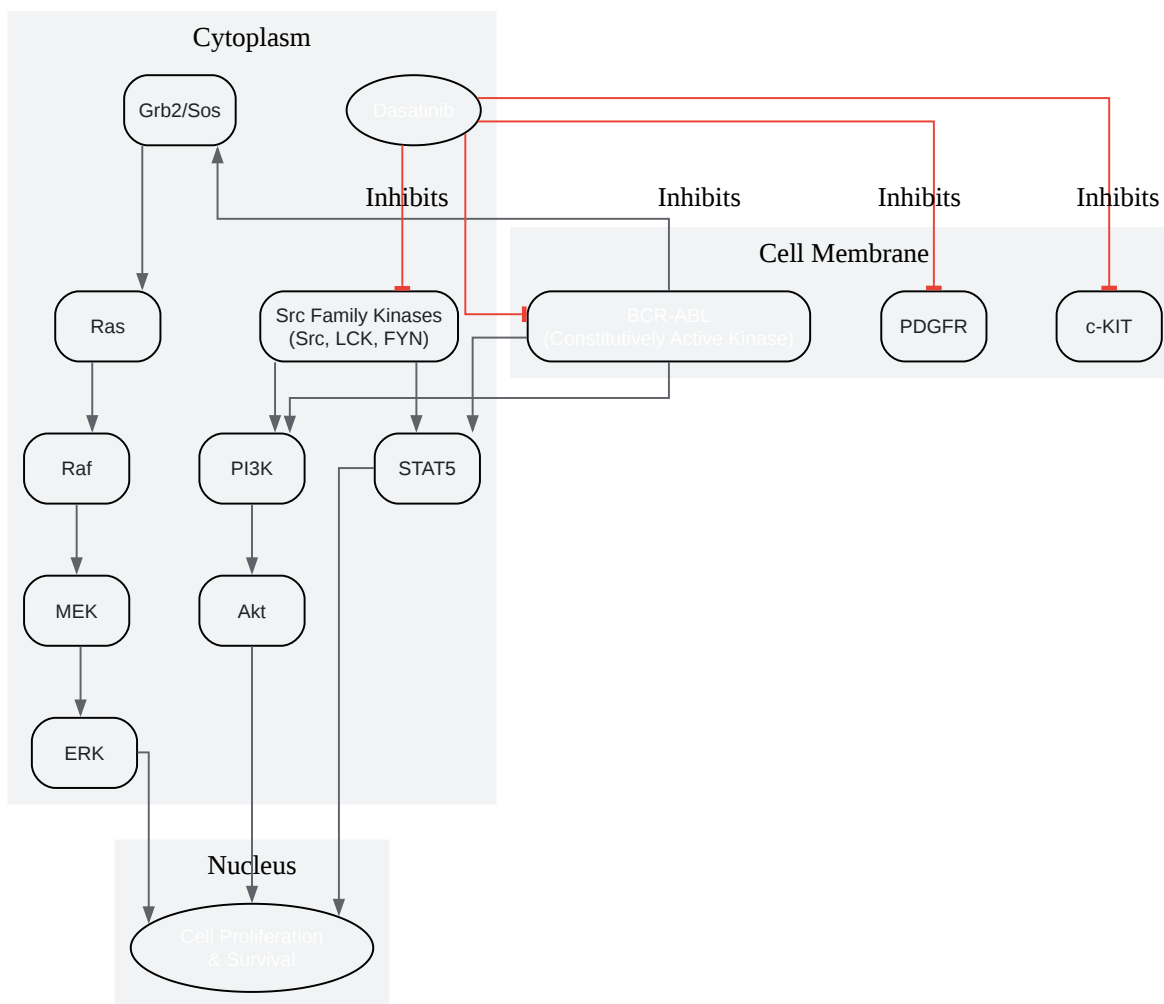 Cytoplasm
Grb2/Sos
Dasatinib
Inhibits
Inhibits
Inhibits
Inhibits
Cell Membrane
Ras
Src Family Kinases
(Src, LCK, FYN)
BCR-ABL
(Constitutively Active Kinase)
PDGFR
c-KIT
Raf
PI3K
STAT5
MEK
Akt
ERK
Nucleus
Cell Proliferation
& Survival